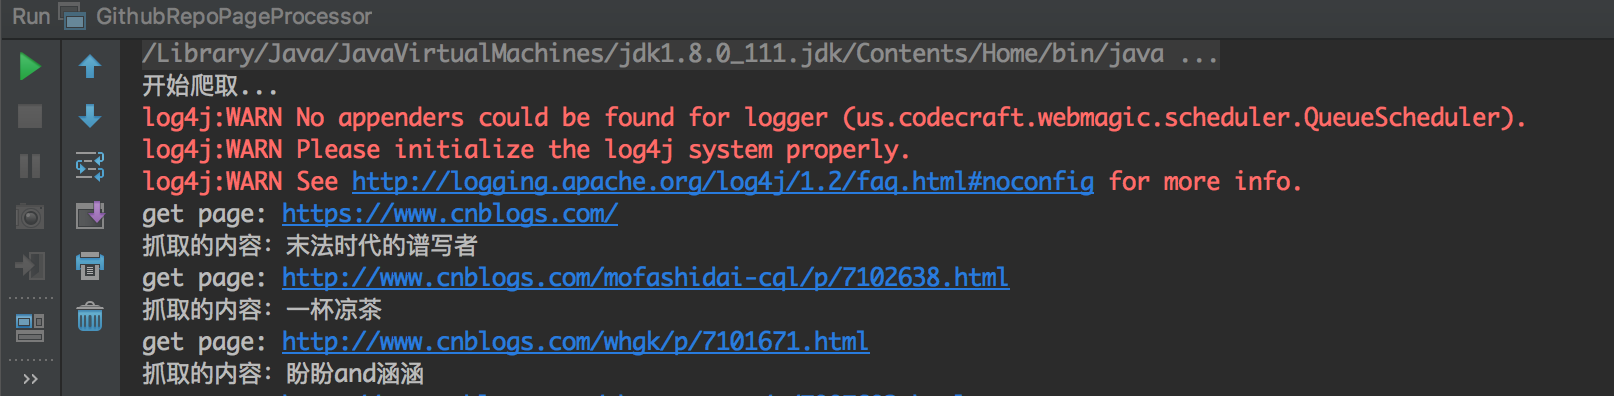 Run GithubRepoPageProcessor
/Library/Java/JavaVirtualMachines/jdk1.8.0_111.jdk/Contents/Home/bin/java ...
开始爬取...
log4j:WARN No appenders could be found for logger (us.codecraft.webmagic.scheduler.QueueScheduler).
log4j:WARN Please initialize the log4j system properly.
log4j:WARN See http://logging.apache.org/log4j/1.2/faq.html#noconfig for more info.
get page: https://www.cnblogs.com/
抓取的内容：末法时代的谱写者
get page: http://www.cnblogs.com/mofashidai-cql/p/7102638.html
抓取的内容：一杯凉茶
get page: http://www.cnblogs.com/whgk/p/7101671.html
抓取的内容：盼盼and涵涵